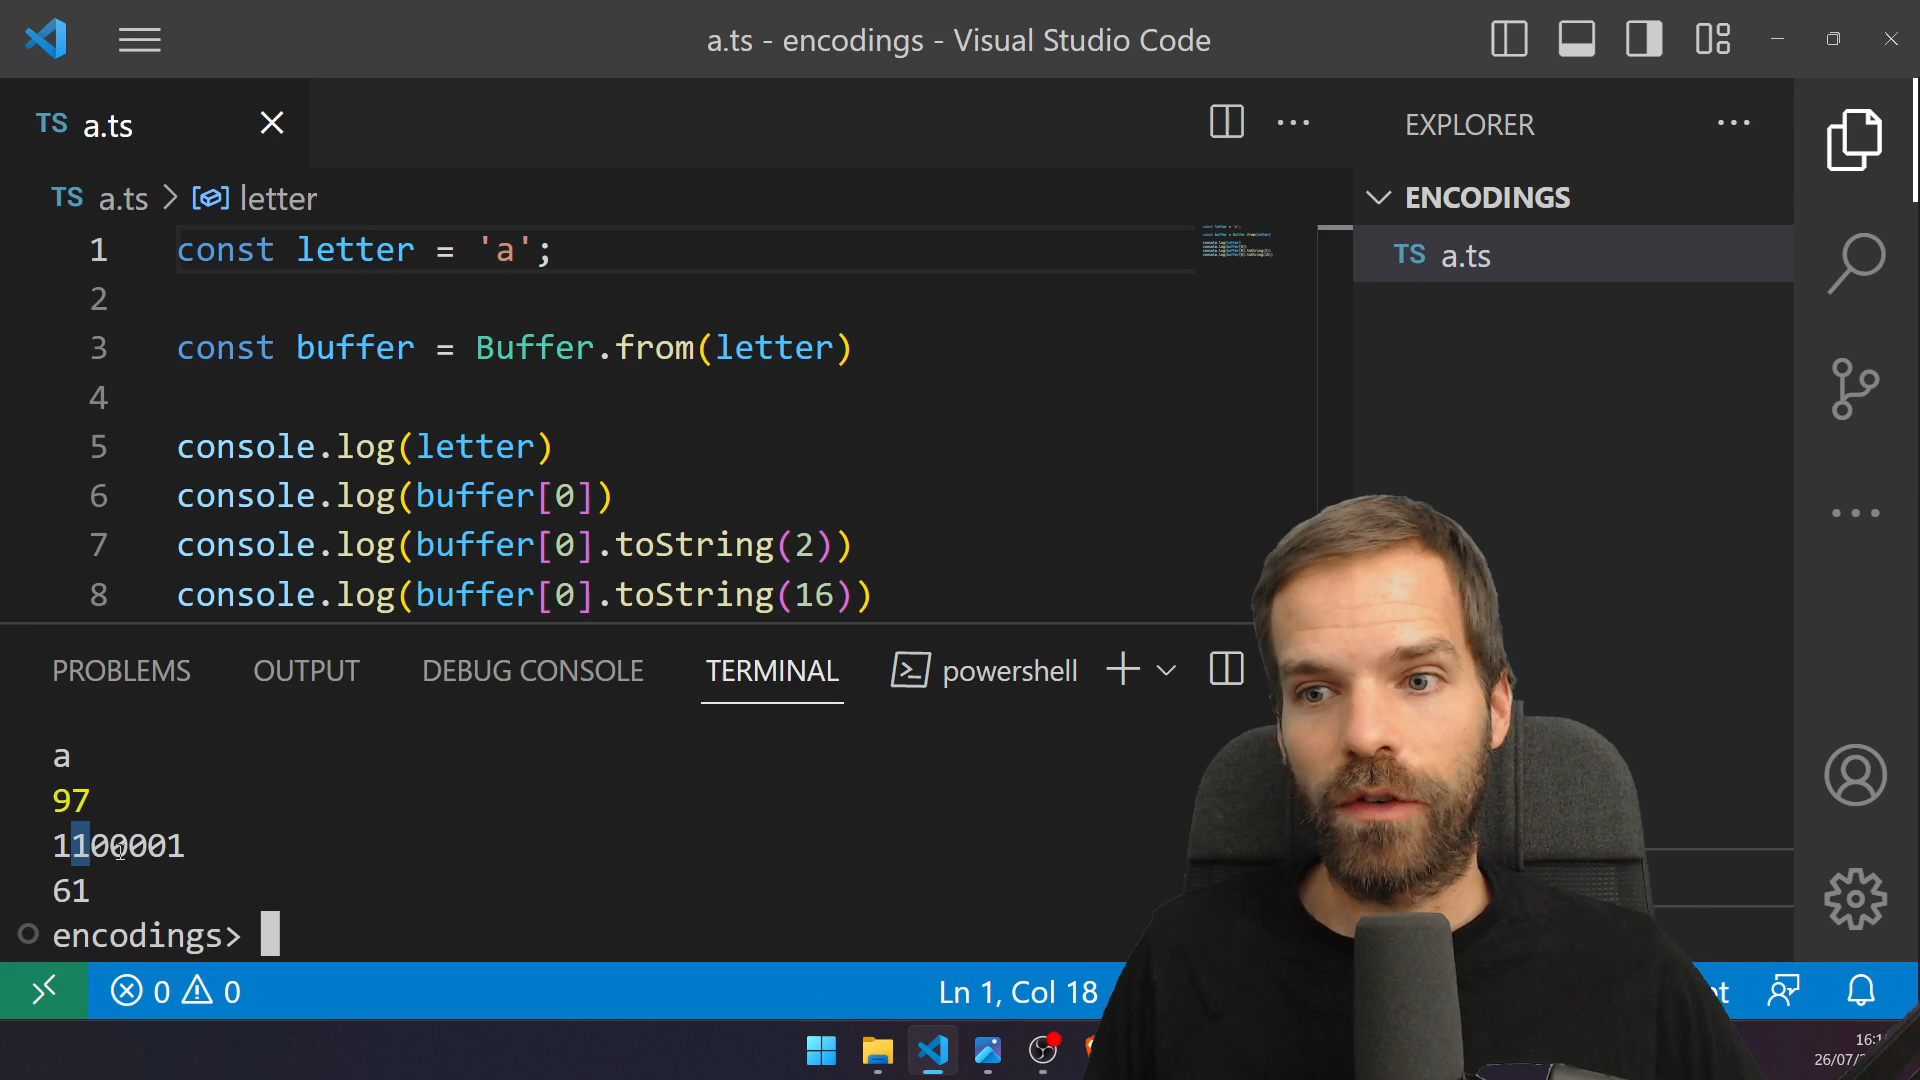 a.ts - encodings - Visual Studio Code
TS a.ts
EXPLORER
TS a.ts > letter
ENCODINGS
TS a.ts
1 const letter = 'a';
2
3 const buffer = Buffer.from(letter)
4
5 console.log(letter)
6 console.log(buffer[0])
7 console.log(buffer[0].toString(2))
8 console.log(buffer[0].toString(16))
PROBLEMS OUTPUT DEBUG CONSOLE TERMINAL powershell
a
97
1100001
61
encodings>
0 0 Ln 1, Col 18